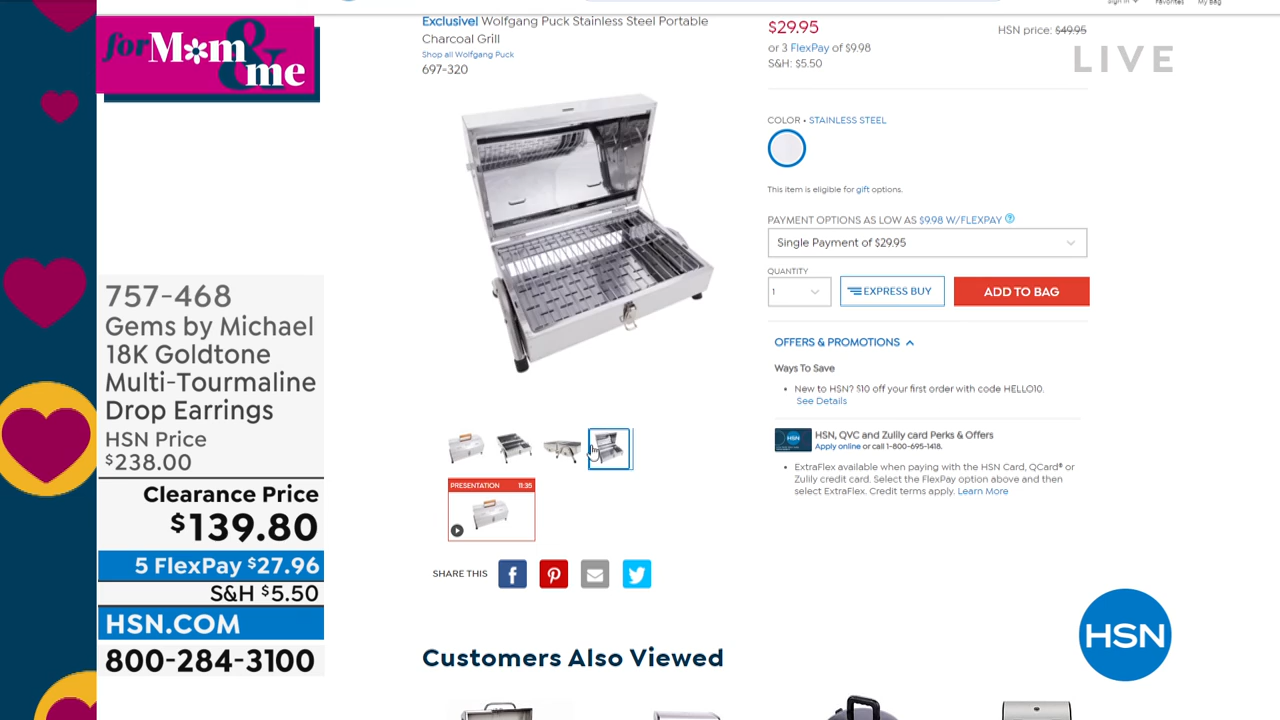 for Mom
&
me
757-468
Gems by Michael
18K Goldtone
Multi-Tourmaline
Drop Earrings
HSN Price
$238.00
Clearance Price
$139.80
5 FlexPay $27.96
S&H $5.50
HSN.COM
800-284-3100
Sign in
Favorites
My Bag
Exclusive! Wolfgang Puck Stainless Steel Portable
Charcoal Grill
Shop all Wolfgang Puck
697-320
$29.95
HSN price: $49.95
or 3 FlexPay of $9.98
S&H: $5.50
LIVE
COLOR • STAINLESS STEEL
This item is eligible for gift options.
PAYMENT OPTIONS AS LOW AS $9.98 W/FLEXPAY ?
Single Payment of $29.95
QUANTITY
1
EXPRESS BUY
ADD TO BAG
OFFERS & PROMOTIONS
Ways To Save
• New to HSN? $10 off your first order with code HELLO10.
See Details
HSN
HSN, QVC and Zulily card Perks & Offers
Apply online or call 1-800-695-1418.
• ExtraFlex available when paying with the HSN Card, QCard® or
Zulily credit card. Select the FlexPay option above and then
select ExtraFlex. Credit terms apply. Learn More
PRESENTATION 11:35
SHARE THIS
Customers Also Viewed
HSN